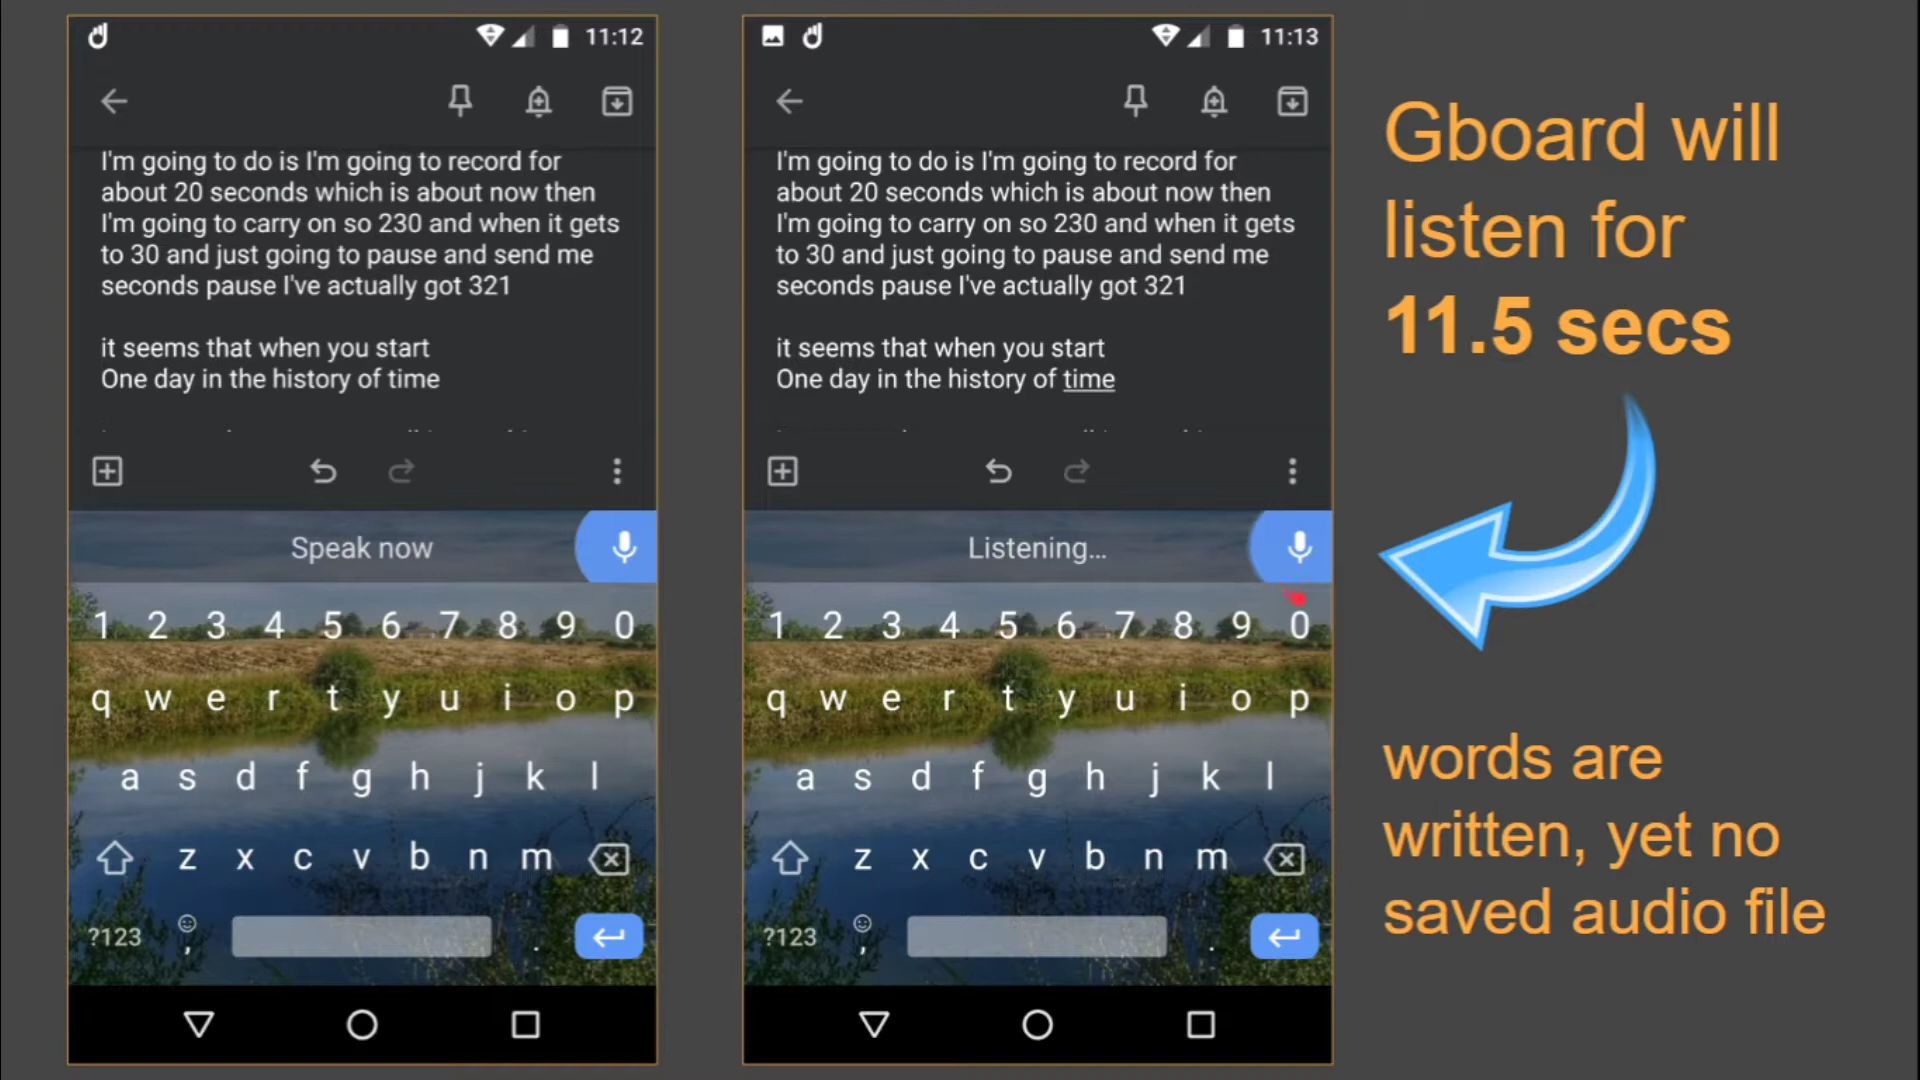 11:12
I'm going to do is I'm going to record for
about 20 seconds which is about now then
I'm going to carry on so 230 and when it gets
to 30 and just going to pause and send me
seconds pause I've actually got 321
it seems that when you start
One day in the history of time
Speak now
1 2 3 4 5 6 7 8 9 0
q w e r t y u i o p
a s d f g h j k l
z x c v b n m
?123 , .
11:13
I'm going to do is I'm going to record for
about 20 seconds which is about now then
I'm going to carry on so 230 and when it gets
to 30 and just going to pause and send me
seconds pause I've actually got 321
it seems that when you start
One day in the history of time
Listening...
1 2 3 4 5 6 7 8 9 0
q w e r t y u i o p
a s d f g h j k l
z x c v b n m
?123 , .
Gboard will
listen for
11.5 secs
words are
written, yet no
saved audio file